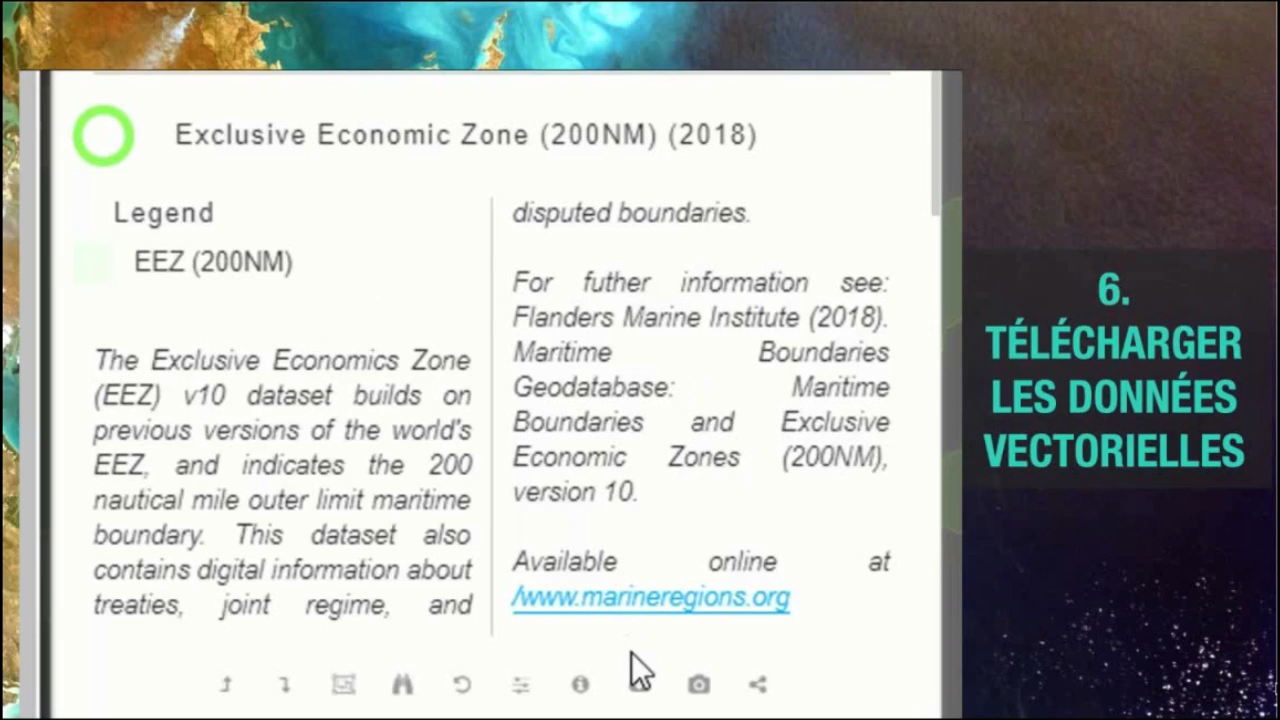 Exclusive Economic Zone (200NM) (2018)
Legend
EEZ (200NM)
The Exclusive Economics Zone
(EEZ) v10 dataset builds on
previous versions of the world's
EEZ, and indicates the 200
nautical mile outer limit maritime
boundary. This dataset also
contains digital information about
treaties, joint regime, and
disputed boundaries.
For futher information see:
Flanders Marine Institute (2018).
Maritime Boundaries
Geodatabase: Maritime
Boundaries and Exclusive
Economic Zones (200NM),
version 10.
Available online at
/www.marineregions.org
6.
TÉLÉCHARGER
LES DONNÉES
VECTORIELLES